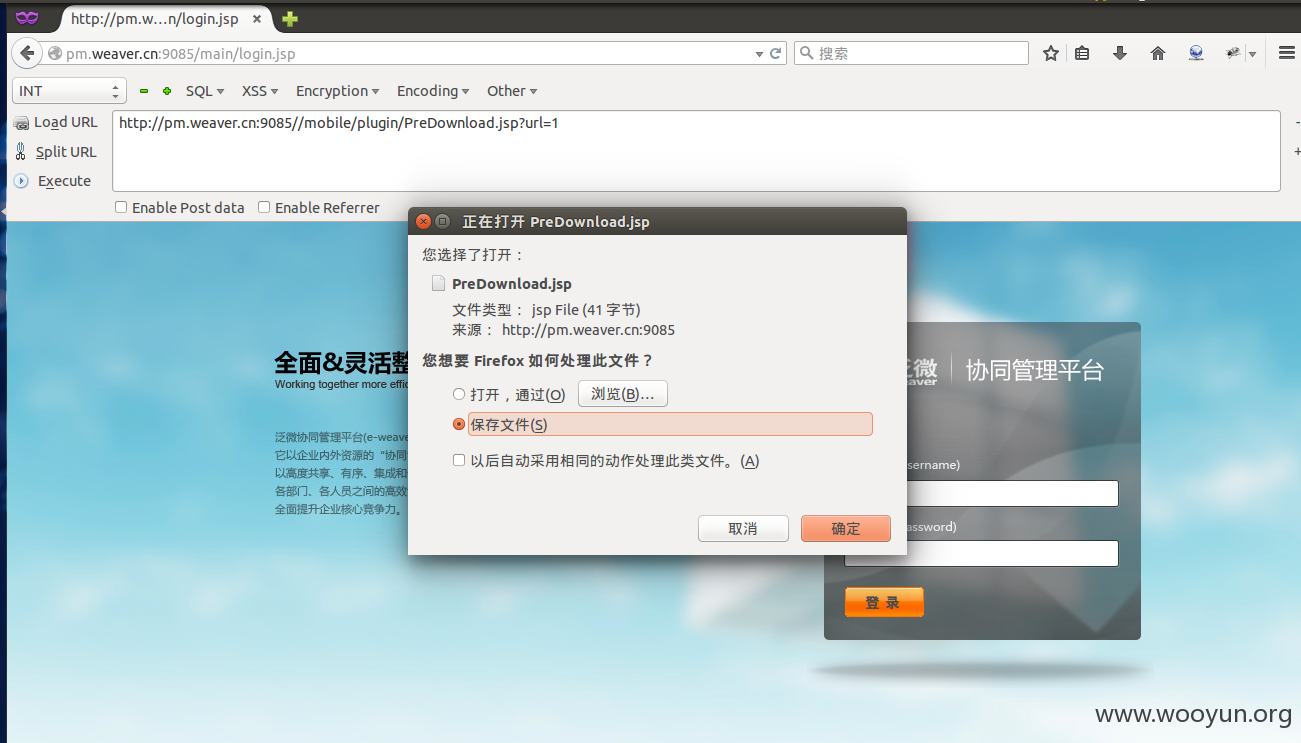 http://pm.w...n/login.jsp
pm.weaver.cn:9085/main/login.jsp
搜索
INT
SQL
XSS
Encryption
Encoding
Other
Load URL
http://pm.weaver.cn:9085//mobile/plugin/PreDownload.jsp?url=1
Split URL
Execute
Enable Post data
Enable Referrer
正在打开 PreDownload.jsp
您选择了打开：
PreDownload.jsp
文件类型： jsp File (41 字节)
来源： http://pm.weaver.cn:9085
您想要 Firefox 如何处理此文件？
打开，通过(O)
浏览(B)...
保存文件(S)
以后自动采用相同的动作处理此类文件。(A)
取消
确定
全面&灵活整
Working together more effic
泛微协同管理平台(e-weave
它以企业内外资源的“协同
以高度共享、有序、集成和
各部门、各人员之间的高效
全面提升企业核心竞争力。
微
aver
协同管理平台
sername)
assword)
登 录
www.wooyun.org